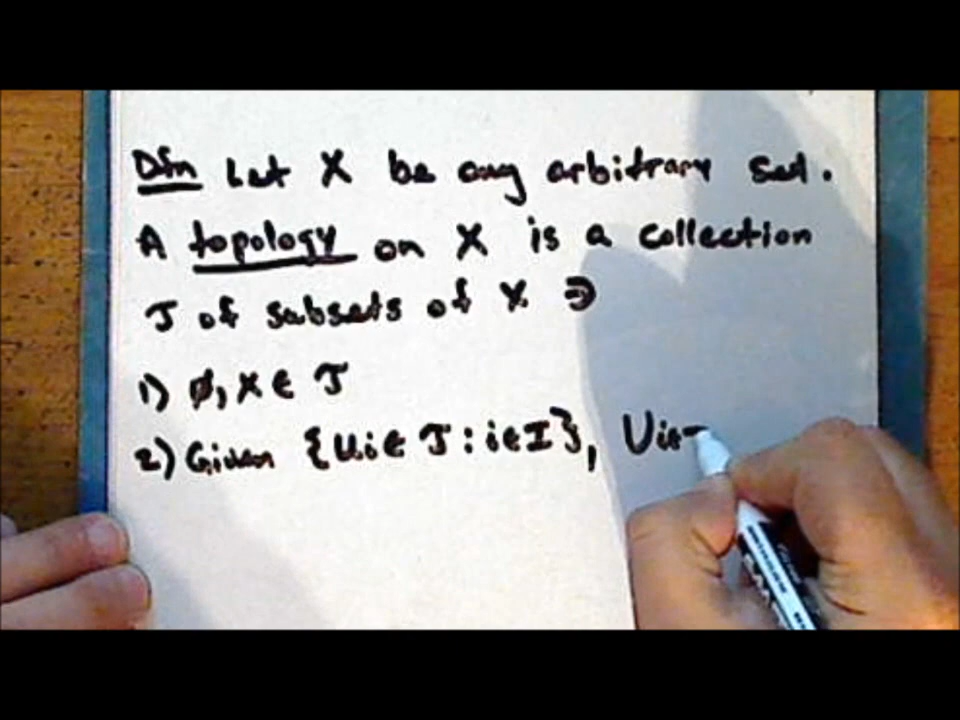 Dfn Let X be any arbitrary set.
A topology on X is a collection
𝒯 of subsets of X ∋
1) ∅, X ∈ 𝒯
2) Given {Ui ∈ 𝒯 : i ∈ I}, ∪i∈